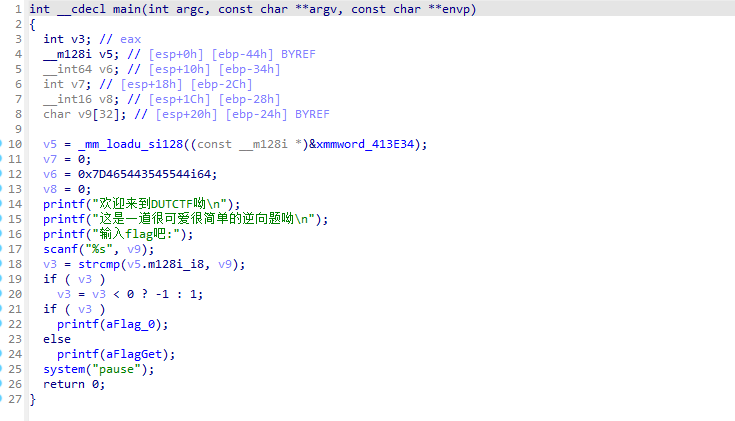 1 int __cdecl main(int argc, const char **argv, const char **envp)
2 {
3 int v3; // eax
4 __m128i v5; // [esp+0h] [ebp-44h] BYREF
5 __int64 v6; // [esp+10h] [ebp-34h]
6 int v7; // [esp+18h] [ebp-2Ch]
7 __int16 v8; // [esp+1Ch] [ebp-28h]
8 char v9[32]; // [esp+20h] [ebp-24h] BYREF
9
10 v5 = _mm_loadu_si128((const __m128i *)&xmmword_413E34);
11 v7 = 0;
12 v6 = 0x7D465443545544i64;
13 v8 = 0;
14 printf("欢迎来到DUTCTF呦\n");
15 printf("这是一道很可爱很简单的逆向题呦\n");
16 printf("输入flag吧:");
17 scanf("%s", v9);
18 v3 = strcmp(v5.m128i_i8, v9);
19 if ( v3 )
20 v3 = v3 < 0 ? -1 : 1;
21 if ( v3 )
22 printf(aFlag_0);
23 else
24 printf(aFlagGet);
25 system("pause");
26 return 0;
27 }